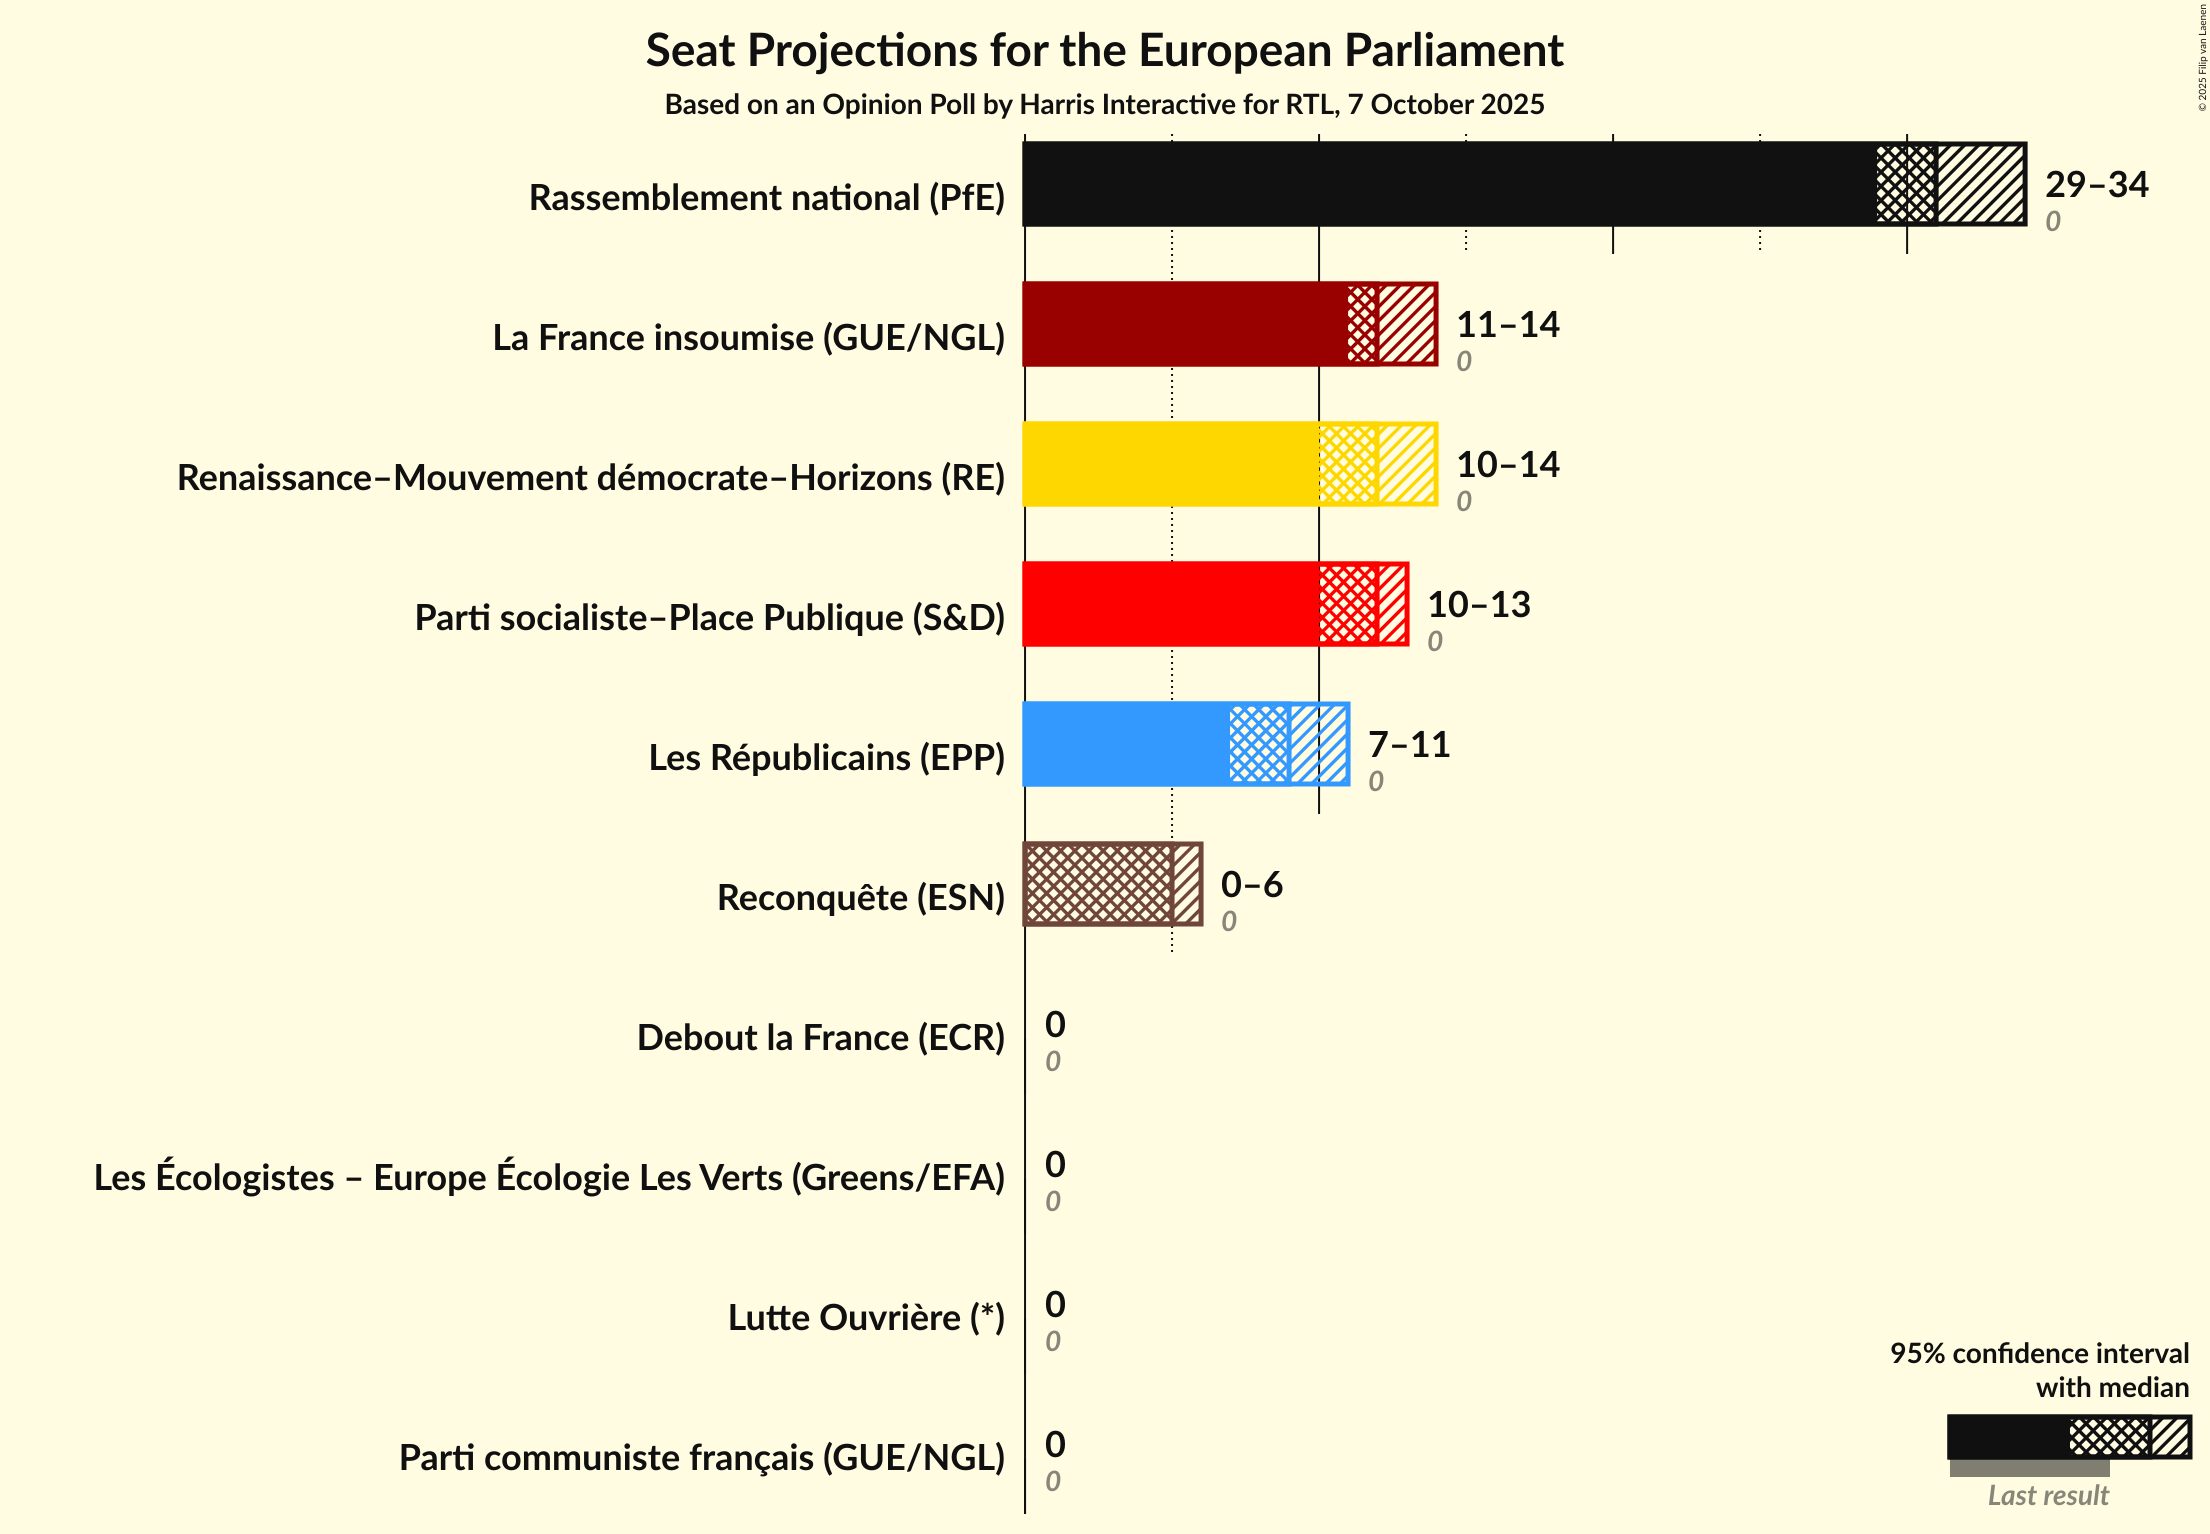 Seat Projections for the European Parliament
Based on an Opinion Poll by Harris Interactive for RTL, 7 October 2025
© 2025 Filip van Laenen
Rassemblement national (PfE)
29–34
0
La France insoumise (GUE/NGL)
11–14
0
Renaissance–Mouvement démocrate–Horizons (RE)
10–14
0
Parti socialiste–Place Publique (S&D)
10–13
0
Les Républicains (EPP)
7–11
0
Reconquête (ESN)
0–6
0
Debout la France (ECR)
0
0
Les Écologistes – Europe Écologie Les Verts (Greens/EFA)
0
0
Lutte Ouvrière (*)
0
0
Parti communiste français (GUE/NGL)
0
0
95% confidence interval
with median
Last result